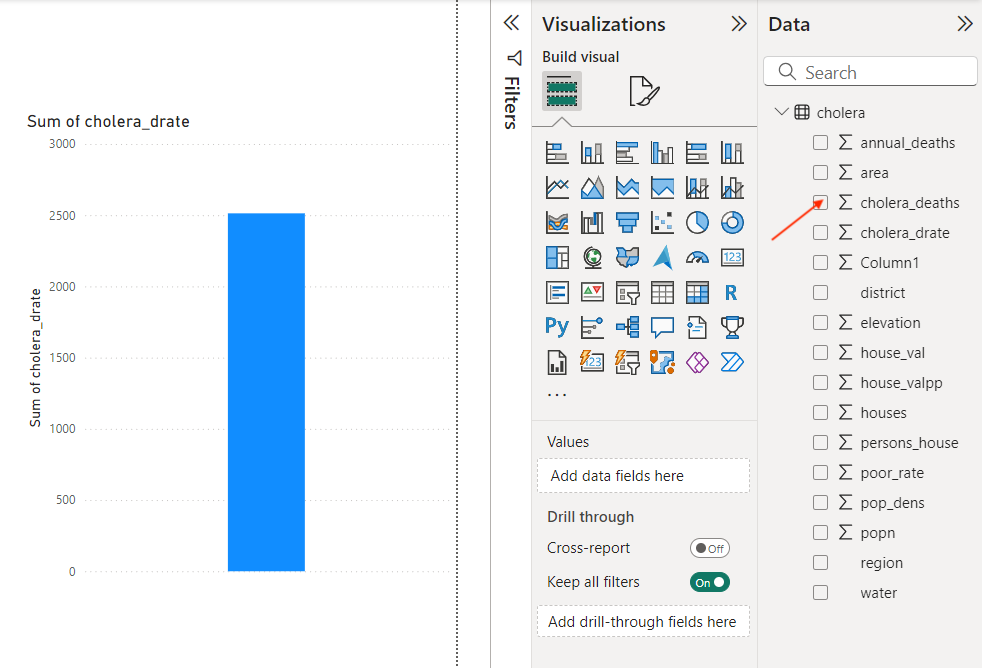 Sum of cholera_drate
3000
2500
2000
1500
1000
500
0
Sum of cholera_drate
Filters
Visualizations
Build visual
123
R
Py
123
...
Values
Add data fields here
Drill through
Cross-report
Off
Keep all filters
On
Add drill-through fields here
Data
Search
cholera
Σ annual_deaths
Σ area
Σ cholera_deaths
Σ cholera_drate
Σ Column1
district
Σ elevation
Σ house_val
Σ house_valpp
Σ houses
Σ persons_house
Σ poor_rate
Σ pop_dens
Σ popn
region
water